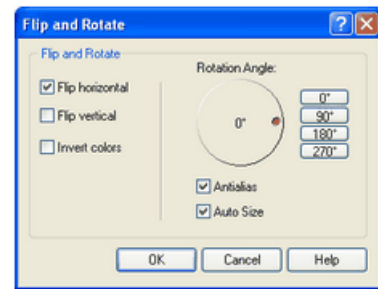 Flip and Rotate
Flip and Rotate
Flip horizontal
Flip vertical
Invert colors
Rotation Angle:
0°
0°
90°
180°
270°
Antialias
Auto Size
OK
Cancel
Help